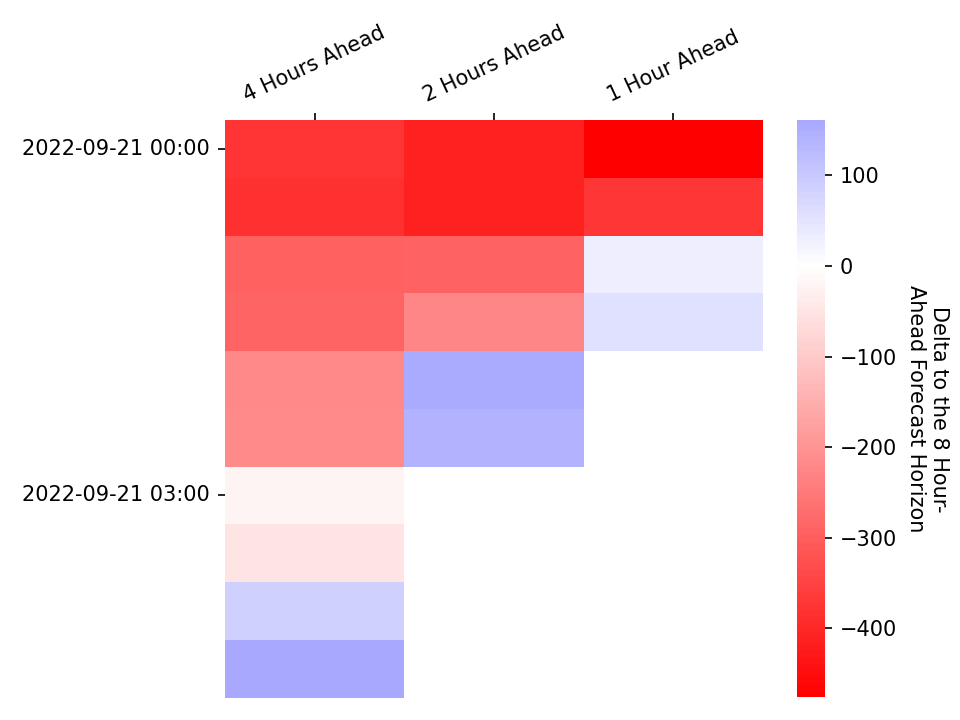 4 Hours Ahead
2 Hours Ahead
1 Hour Ahead
2022-09-21 00:00
2022-09-21 03:00
100
0
−100
−200
−300
−400
Delta to the 8 Hour-
Ahead Forecast Horizon